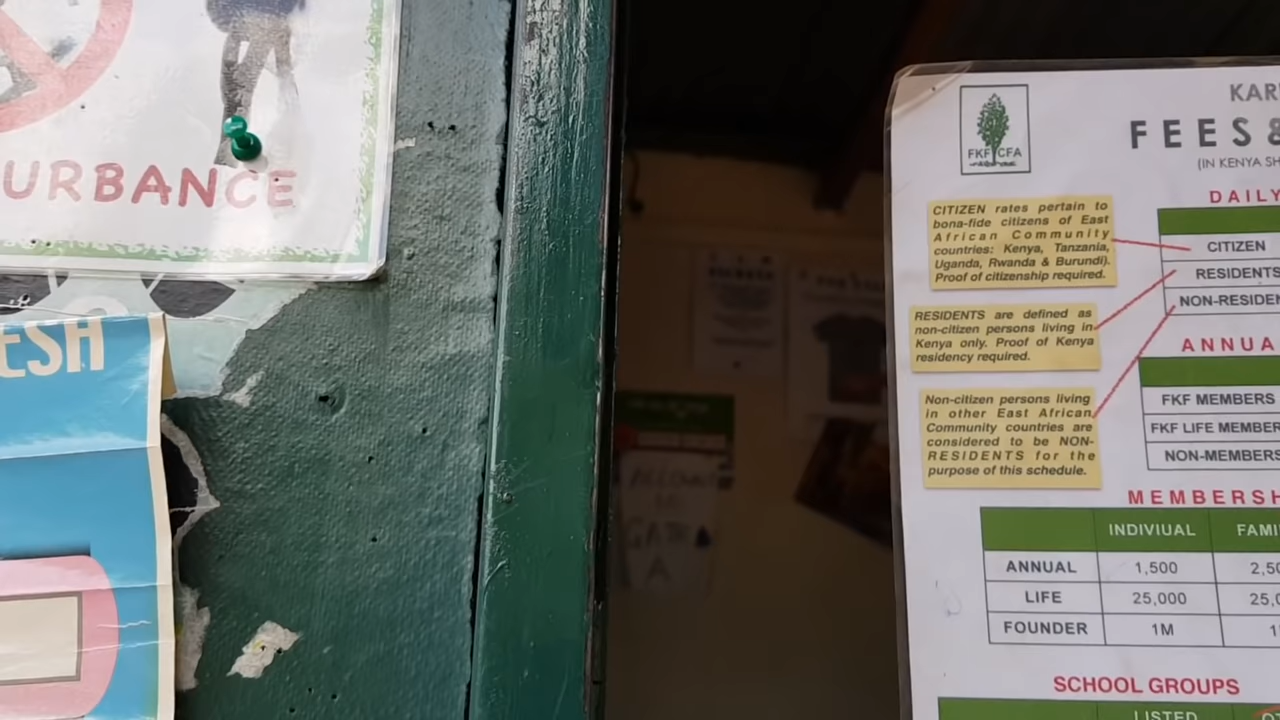 URBANCE
ESH
FKF CFA
KAR
FEES &
(IN KENYA SH
DAILY
CITIZEN rates pertain to
bona-fide citizens of East
African Community
countries: Kenya, Tanzania,
Uganda, Rwanda & Burundi).
Proof of citizenship required.
CITIZEN
RESIDENTS
NON-RESIDEN
RESIDENTS are defined as
non-citizen persons living in
Kenya only. Proof of Kenya
residency required.
ANNUA
FKF MEMBERS
FKF LIFE MEMBER
NON-MEMBERS
Non-citizen persons living
in other East African
Community countries are
considered to be NON-
RESIDENTS for the
purpose of this schedule.
MEMBERSH
INDIVIUAL FAMI
ANNUAL 1,500 2,50
LIFE 25,000 25,0
FOUNDER 1M 1
SCHOOL GROUPS
LISTED
GATE
A